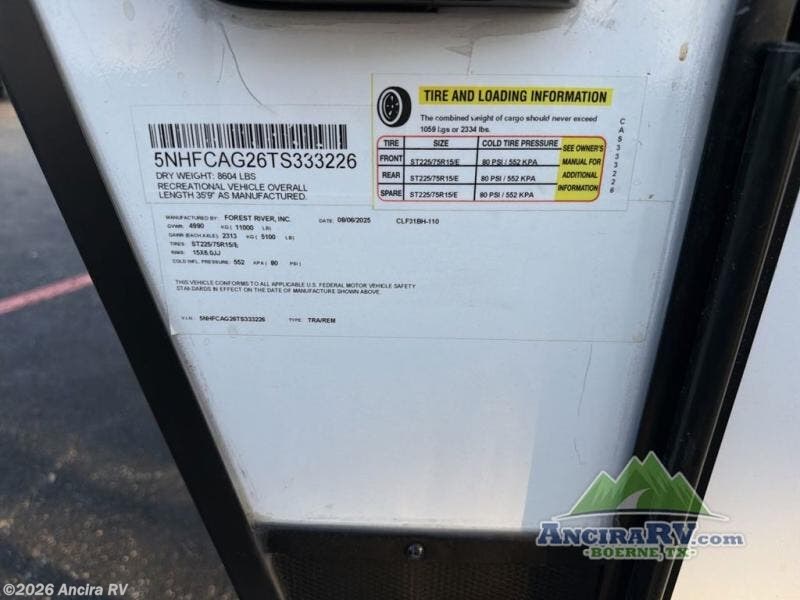 5NHFCAG26TS333226
DRY WEIGHT: 8604 LBS
RECREATIONAL VEHICLE OVERALL
LENGTH 35'9" AS MANUFACTURED.
TIRE AND LOADING INFORMATION
The combined weight of cargo should never exceed
1059 kgs or 2334 lbs.
TIRE SIZE COLD TIRE PRESSURE
FRONT ST225/75R15/E 80 PSI / 552 KPA
REAR ST225/75R15/E 80 PSI / 552 KPA
SPARE ST225/75R15/E 80 PSI / 552 KPA
SEE OWNER'S
MANUAL FOR
ADDITIONAL
INFORMATION
CAS333226
MANUFACTURED BY: FOREST RIVER, INC. DATE: 08/06/2025 CLF31BH-110
GVWR: 4990 KG ( 11000 LB)
GAWR (EACH AXLE): 2313 KG ( 5100 LB)
TIRES: ST225/75R15/E
RIMS: 15X6.0JJ
COLD INFL. PRESSURE: 552 KPA ( 80 PSI )
THIS VEHICLE CONFORMS TO ALL APPLICABLE U.S. FEDERAL MOTOR VEHICLE SAFETY
STANDARDS IN EFFECT ON THE DATE OF MANUFACTURE SHOWN ABOVE.
V.I.N.: 5NHFCAG26TS333226 TYPE: TRA/REM
ANCIRARV.com
BOERNE, TX
©2026 Ancira RV